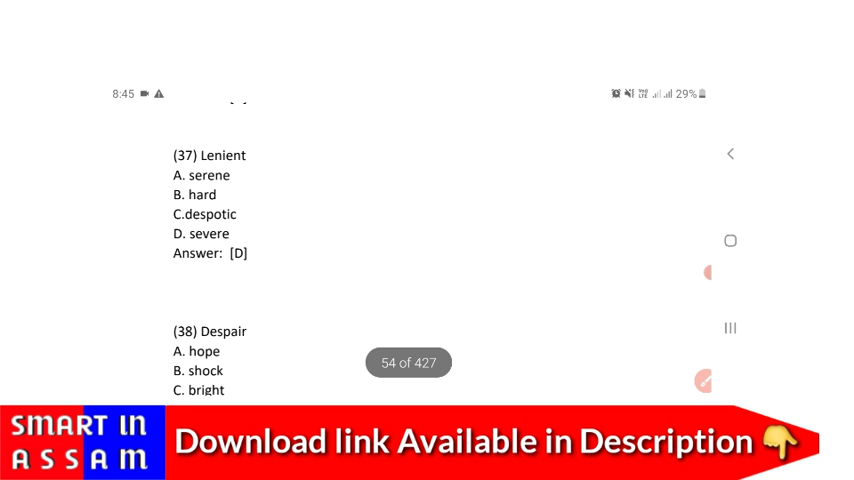 8:45
29%
(37) Lenient
A. serene
B. hard
C.despotic
D. severe
Answer:  [D]
(38) Despair
A. hope
B. shock
C. bright
54 of 427
SMART IN
ASSAM
Download link Available in Description